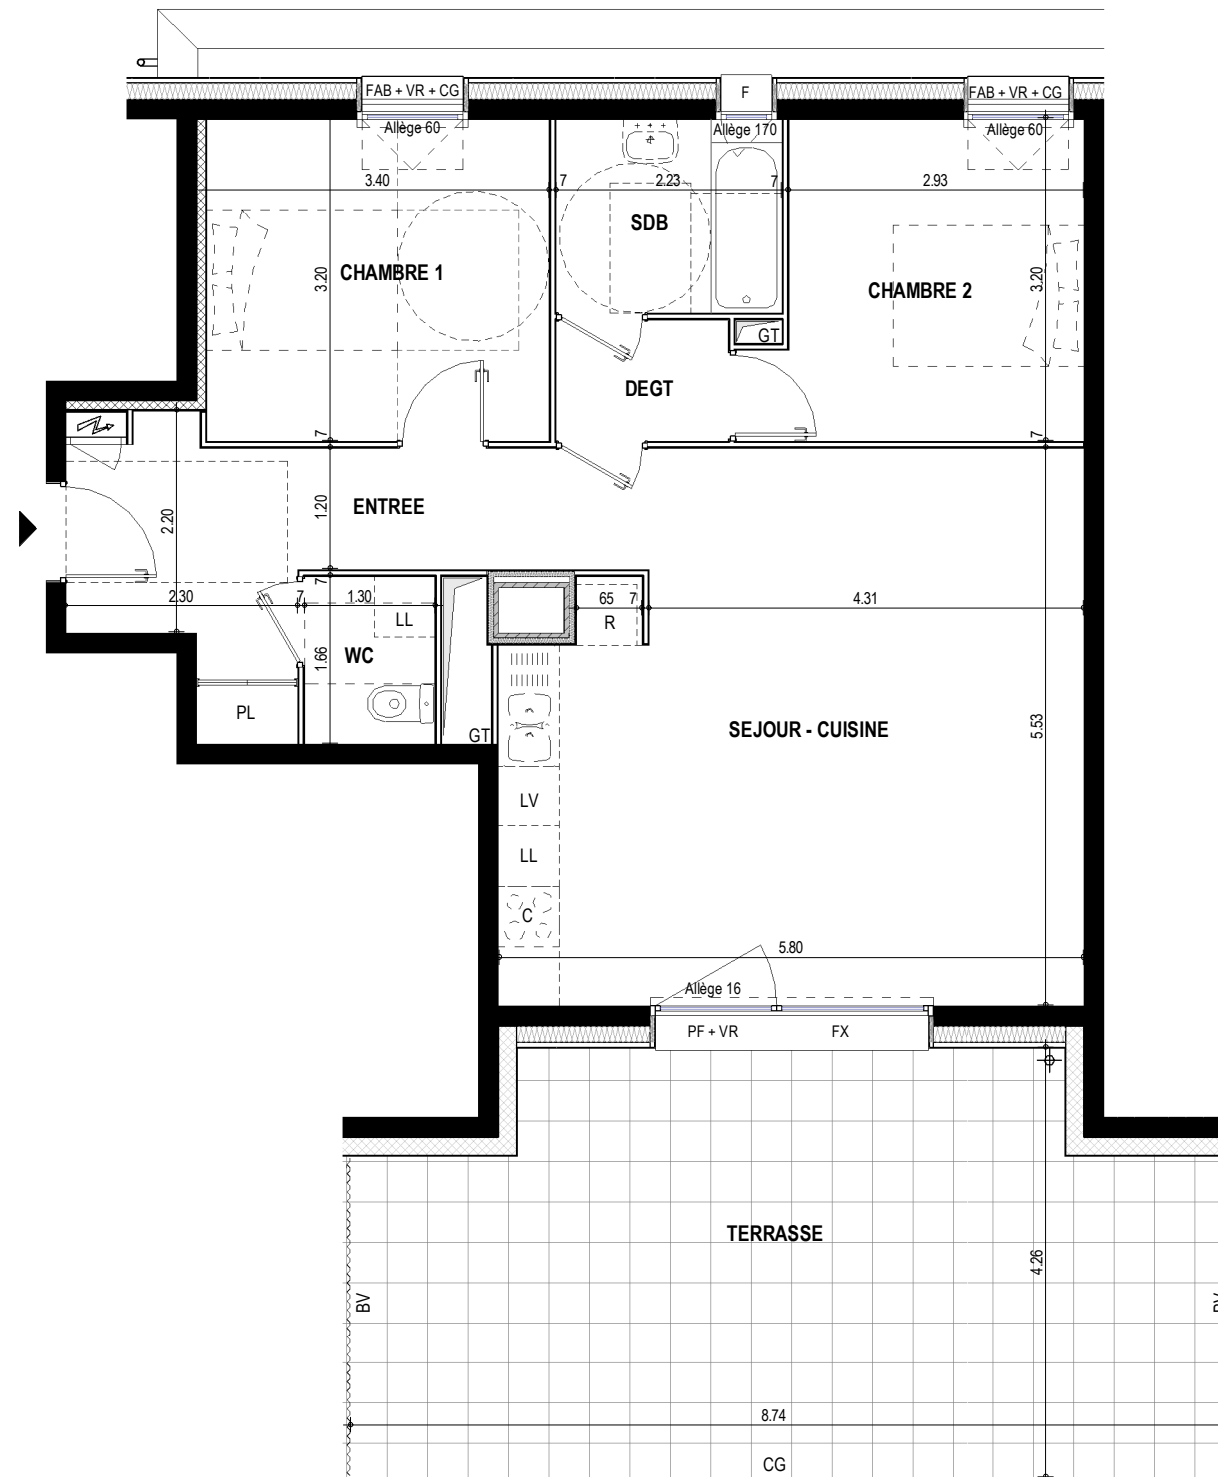 FAB + VR + CG
F
FAB + VR + CG
Allège 60
Allège 170
Allège 60
3.40
7
2.23
7
2.93
SDB
CHAMBRE 1
3.20
CHAMBRE 2
3.20
GT
DEGT
7
7
ENTREE
1.20
2.20
7
2.30
7
1.30
65
7
4.31
LL
R
WC
1.66
PL
GT
SEJOUR - CUISINE
5.53
LV
LL
C
5.80
Allège 16
PF + VR
FX
TERRASSE
4.26
BV
BV
8.74
CG